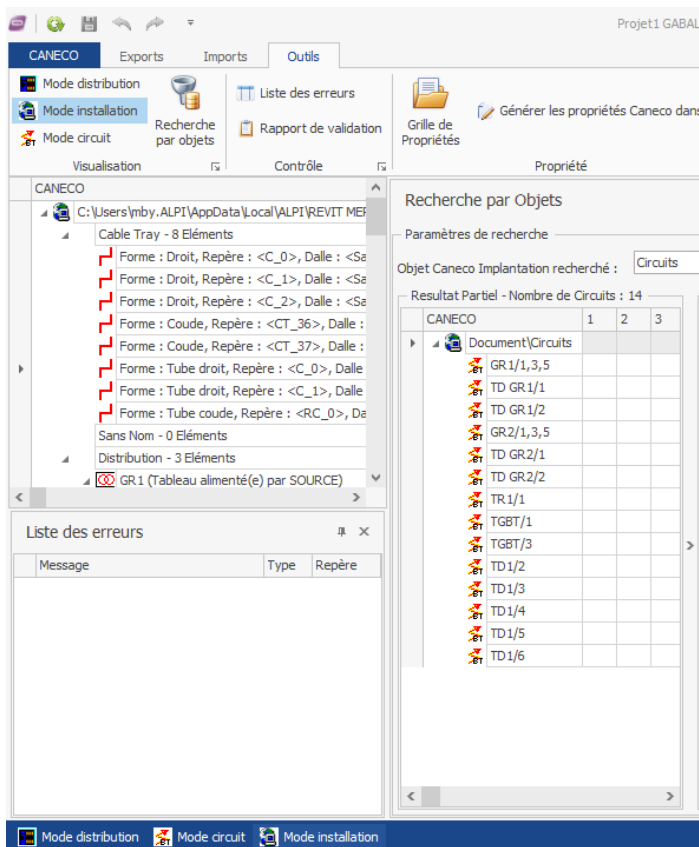 Projet1 GABAL
CANECO Exports Imports Outils
Mode distribution
Mode installation
Mode circuit
Recherche
par objets
Visualisation
Liste des erreurs
Rapport de validation
Contrôle
Grille de
Propriétés
Générer les propriétés Caneco dans
Propriété
CANECO
C:\Users\mby.ALPI\AppData\Local\ALPI\REVIT MEP
Cable Tray - 8 Eléments
Forme : Droit, Repère : <C_0>, Dalle : <Sa
Forme : Droit, Repère : <C_1>, Dalle : <Sa
Forme : Droit, Repère : <C_2>, Dalle : <Sa
Forme : Coude, Repère : <CT_36>, Dalle :
Forme : Coude, Repère : <CT_37>, Dalle :
Forme : Tube droit, Repère : <C_0>, Dalle
Forme : Tube droit, Repère : <C_1>, Dalle
Forme : Tube coude, Repère : <RC_0>, Da
Sans Nom - 0 Eléments
Distribution - 3 Eléments
GR1 (Tableau alimenté(e) par SOURCE)
Liste des erreurs
Message Type Repère
Recherche par Objets
Paramètres de recherche
Objet Caneco Implantation recherché : Circuits
Resultat Partiel - Nombre de Circuits : 14
CANECO 1 2 3
Document\Circuits
GR1/1,3,5
TD GR1/1
TD GR1/2
GR2/1,3,5
TD GR2/1
TD GR2/2
TR1/1
TGBT/1
TGBT/3
TD1/2
TD1/3
TD1/4
TD1/5
TD1/6
Mode distribution Mode circuit Mode installation